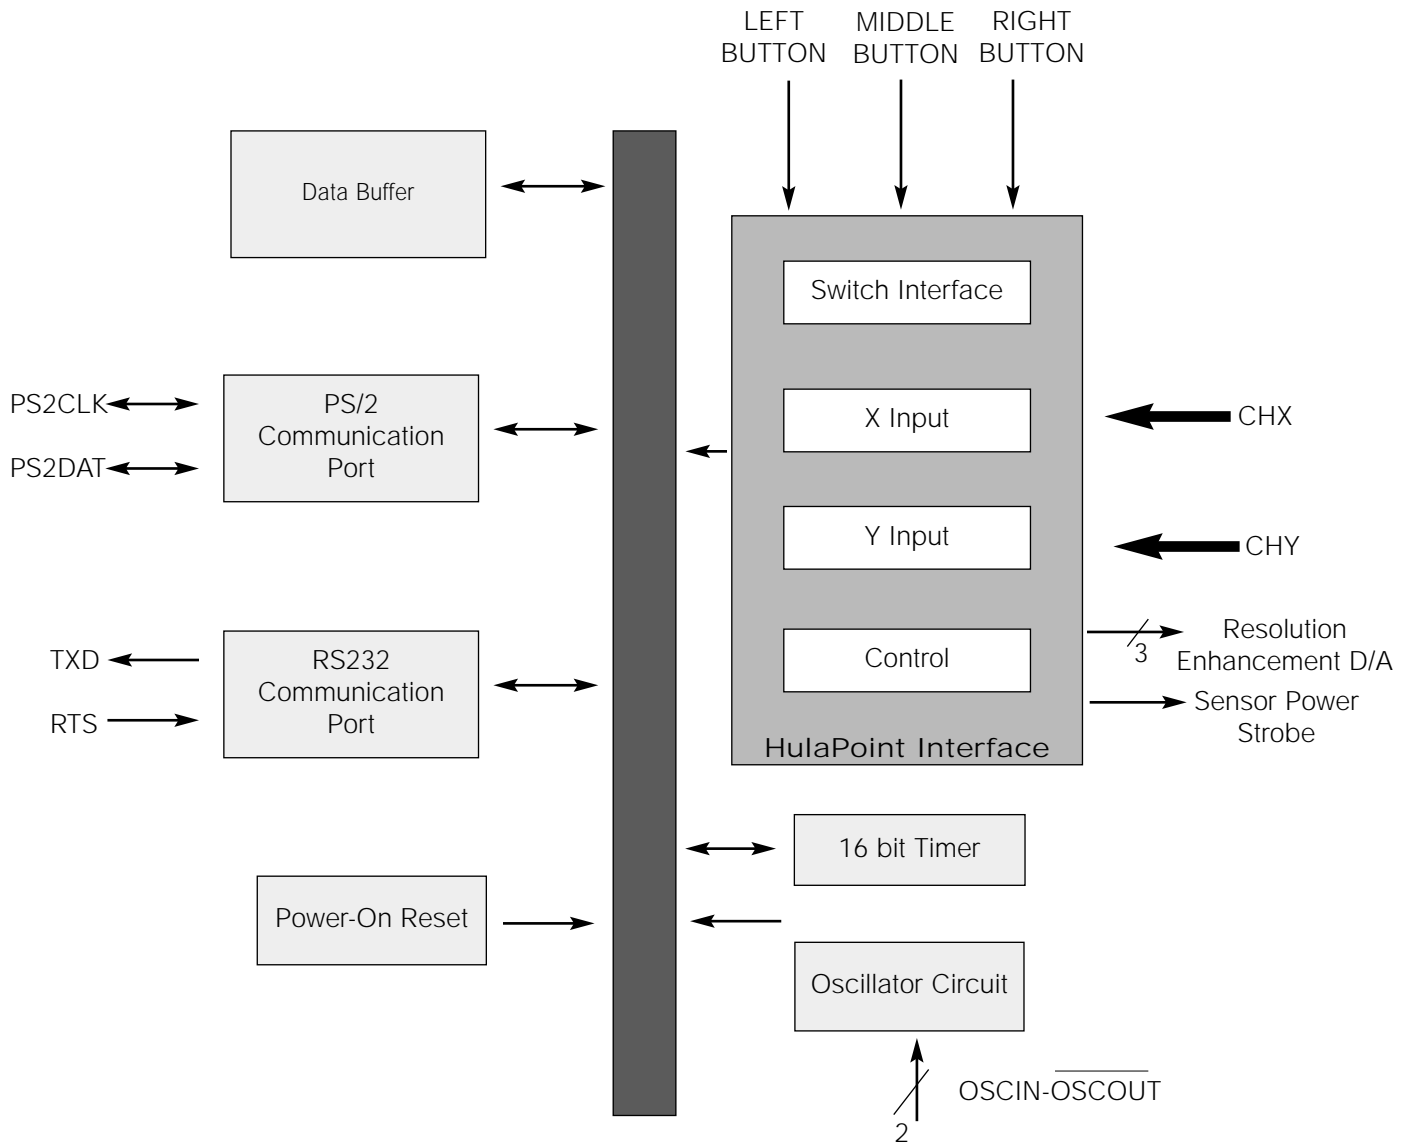 LEFT
BUTTON
MIDDLE
BUTTON
RIGHT
BUTTON
Data Buffer
Switch Interface
PS2CLK
PS2DAT
PS/2
Communication
Port
X Input
CHX
Y Input
CHY
TXD
RTS
RS232
Communication
Port
Control
3
Resolution
Enhancement D/A
Sensor Power
Strobe
HulaPoint Interface
16 bit Timer
Power-On Reset
Oscillator Circuit
2
OSCIN-OSCOUT